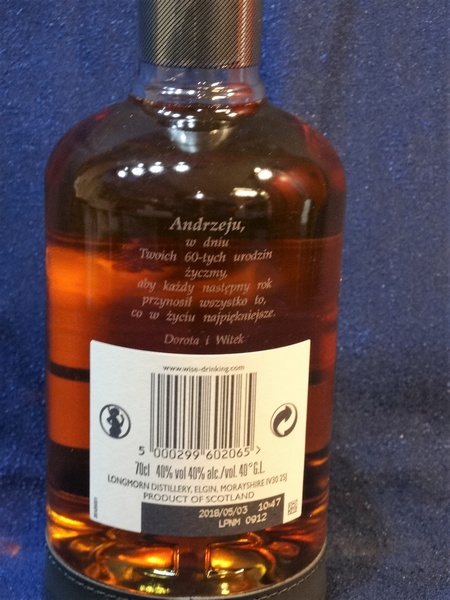 Andrzeju,
w dniu
Twoich 60-tych urodzin
życzmy,
aby każdy następny rok
przynosił wszystko to,
co w życiu najpiękniejsze.
Dorota i Witek
www.wise-drinking.com
5 000299 602065 >
70cl 40% vol 40% alc./vol. 40° G.L.
LONGMORN DISTILLERY, ELGIN, MORAYSHIRE IV30 2SJ
PRODUCT OF SCOTLAND
2018/05/03 10:47
LPNM 0912